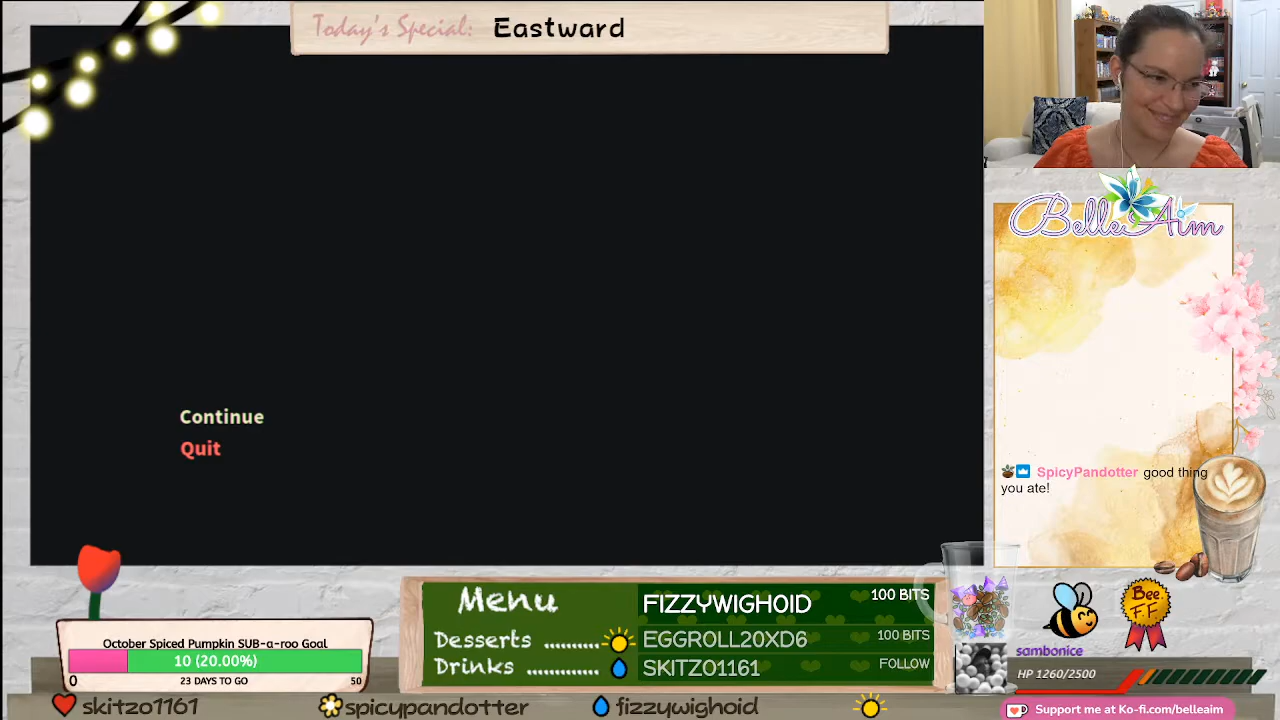 Today's Special: Eastward
BelleAim
Continue
Quit
SpicyPandotter good thing
you ate!
Menu
Desserts ..........
Drinks .............
FIZZYWIGHOID 100 BITS
EGGROLL20XD6 100 BITS
SKITZO1161 FOLLOW
October Spiced Pumpkin SUB-a-roo Goal
10 (20.00%)
0 23 DAYS TO GO 50
Bee
F.F.
sambonice
HP 1260/2500
skitzo1161 spicypandotter fizzywighoid
Support me at Ko-fi.com/belleaim